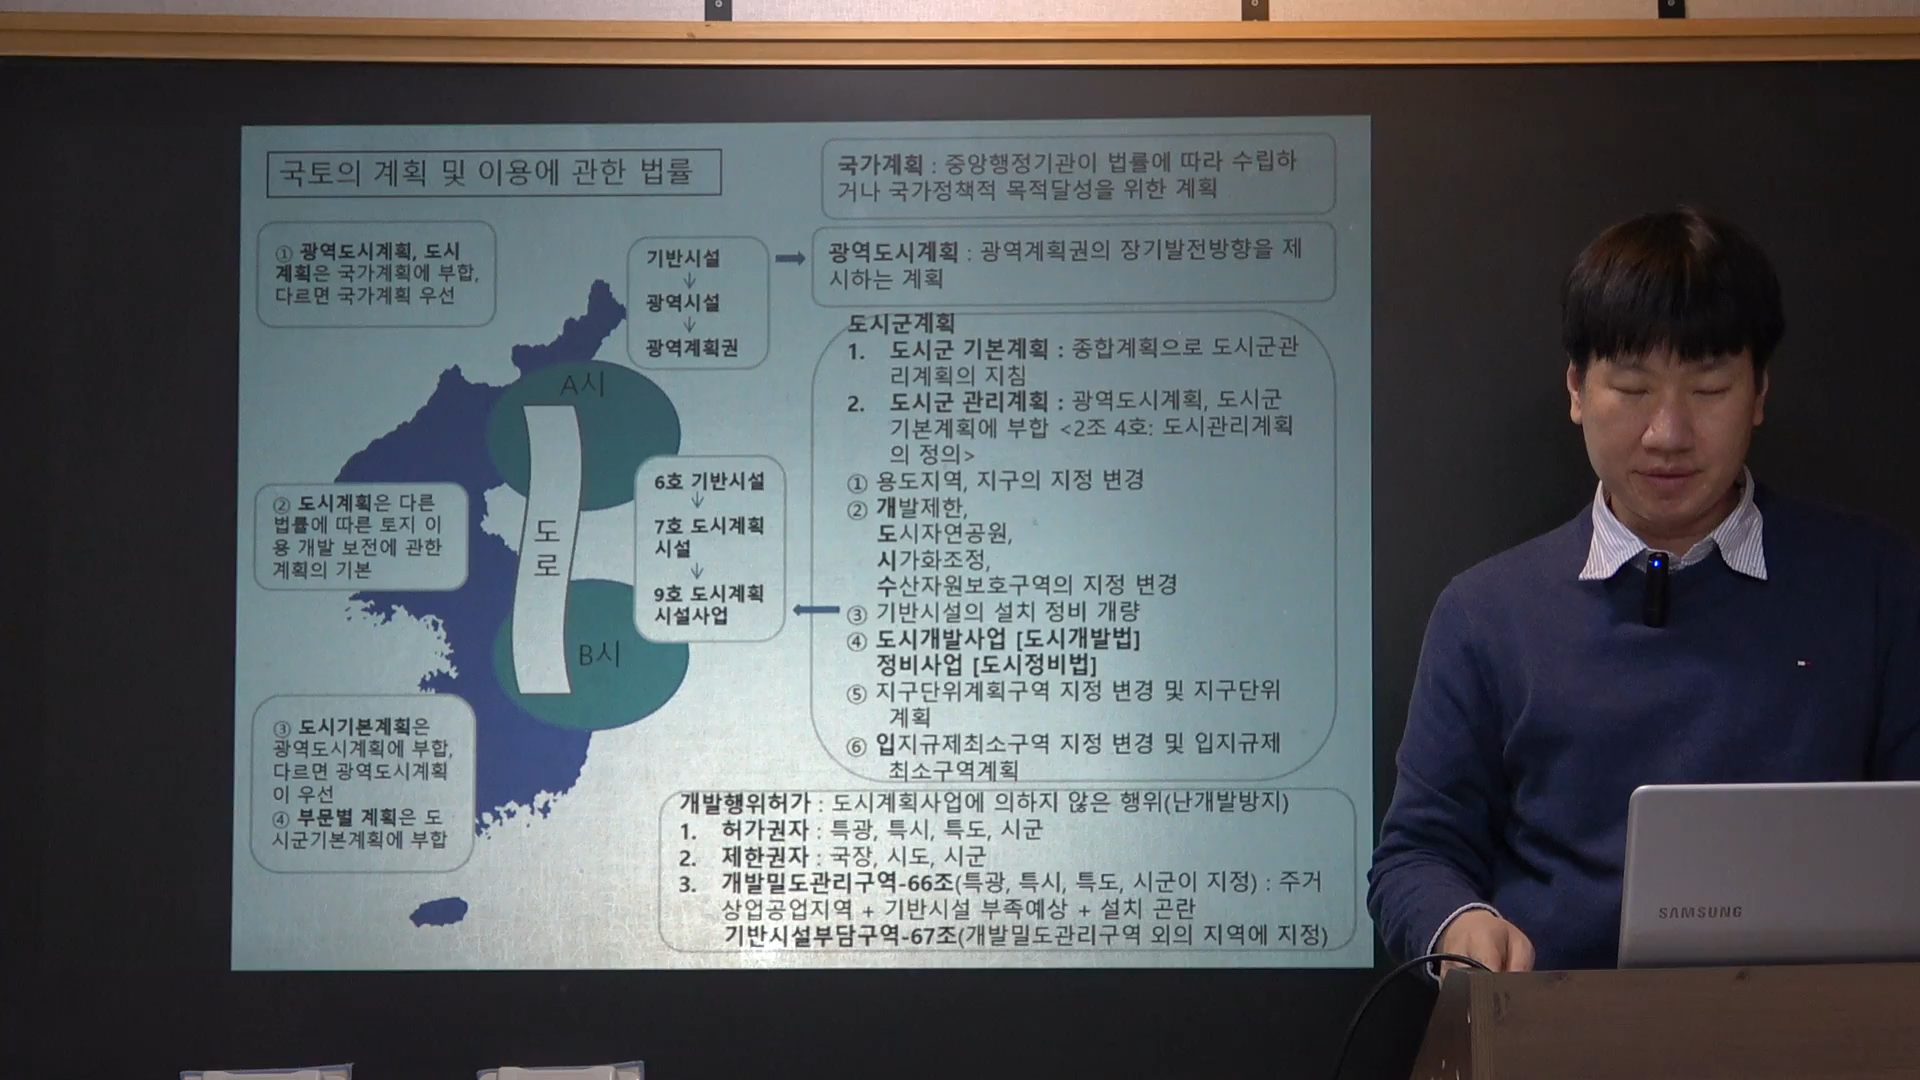 국토의 계획 및 이용에 관한 법률
국가계획 : 중앙행정기관이 법률에 따라 수립하
거나 국가정책적 목적달성을 위한 계획
① 광역도시계획, 도시
계획은 국가계획에 부합,
다르면 국가계획 우선
기반시설
↓
광역시설
↓
광역계획권
광역도시계획 : 광역계획권의 장기발전방향을 제
시하는 계획
도시군계획
1. 도시군 기본계획 : 종합계획으로 도시군관
리계획의 지침
2. 도시군 관리계획 : 광역도시계획, 도시군
기본계획에 부합 <2조 4호: 도시관리계획
의 정의>
① 용도지역, 지구의 지정 변경
② 개발제한,
도시자연공원,
시가화조정,
수산자원보호구역의 지정 변경
③ 기반시설의 설치 정비 개량
④ 도시개발사업 [도시개발법]
정비사업 [도시정비법]
⑤ 지구단위계획구역 지정 변경 및 지구단위
계획
⑥ 입지규제최소구역 지정 변경 및 입지규제
최소구역계획
A시
도
로
B시
6호 기반시설
↓
7호 도시계획
시설
↓
9호 도시계획
시설사업
② 도시계획은 다른
법률에 따른 토지 이
용 개발 보전에 관한
계획의 기본
③ 도시기본계획은
광역도시계획에 부합,
다르면 광역도시계획
이 우선
④ 부문별 계획은 도
시군기본계획에 부합
개발행위허가 : 도시계획사업에 의하지 않은 행위(난개발방지)
1. 허가권자 : 특광, 특시, 특도, 시군
2. 제한권자 : 국장, 시도, 시군
3. 개발밀도관리구역-66조(특광, 특시, 특도, 시군이 지정) : 주거
상업공업지역 + 기반시설 부족예상 + 설치 곤란
기반시설부담구역-67조(개발밀도관리구역 외의 지역에 지정)
SAMSUNG